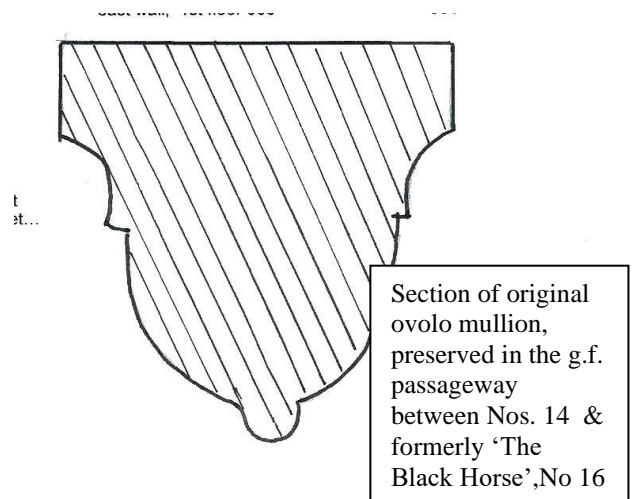 Section of original
ovolo mullion,
preserved in the g.f.
passageway
between Nos. 14 &
formerly ‘The
Black Horse’,No 16